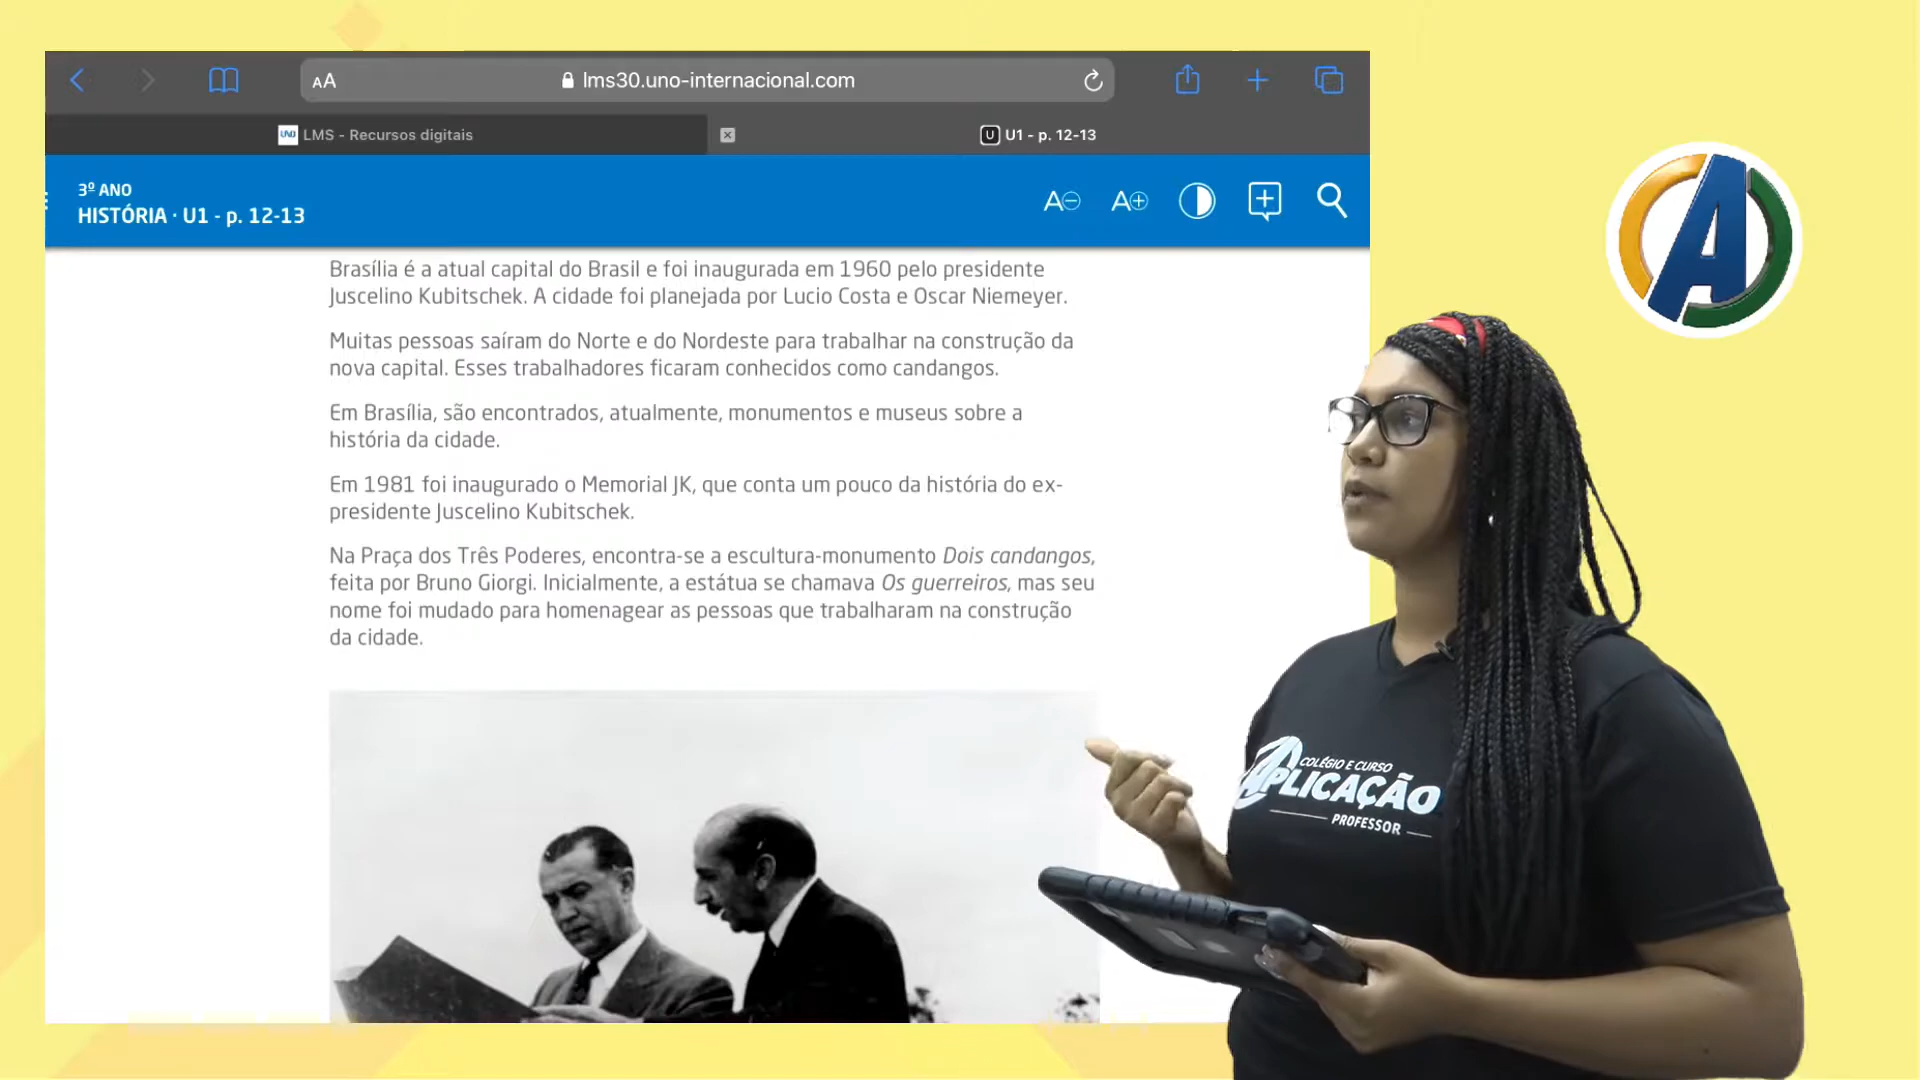 AA
lms30.uno-internacional.com
UNO LMS - Recursos digitais
U U1 - p. 12-13
3º ANO
HISTÓRIA · U1 - p. 12-13
A A
Brasília é a atual capital do Brasil e foi inaugurada em 1960 pelo presidente
Juscelino Kubitschek. A cidade foi planejada por Lucio Costa e Oscar Niemeyer.
Muitas pessoas saíram do Norte e do Nordeste para trabalhar na construção da
nova capital. Esses trabalhadores ficaram conhecidos como candangos.
Em Brasília, são encontrados, atualmente, monumentos e museus sobre a
história da cidade.
Em 1981 foi inaugurado o Memorial JK, que conta um pouco da história do ex-
presidente Juscelino Kubitschek.
Na Praça dos Três Poderes, encontra-se a escultura-monumento Dois candangos,
feita por Bruno Giorgi. Inicialmente, a estátua se chamava Os guerreiros, mas seu
nome foi mudado para homenagear as pessoas que trabalharam na construção
da cidade.
A
COLÉGIO E CURSO
APLICAÇÃO
PROFESSOR